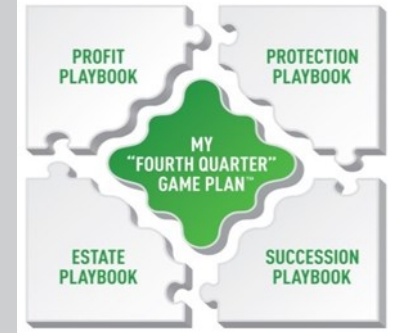 PROFIT
PLAYBOOK
PROTECTION
PLAYBOOK
MY
“FOURTH QUARTER”
GAME PLAN™
ESTATE
PLAYBOOK
SUCCESSION
PLAYBOOK